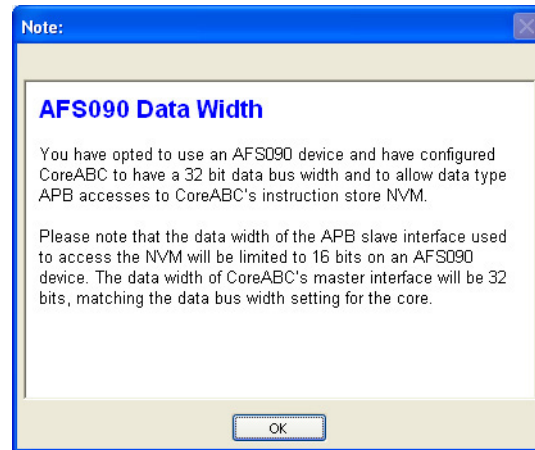 Note:
AFS090 Data Width
You have opted to use an AFS090 device and have configured
CoreABC to have a 32 bit data bus width and to allow data type
APB accesses to CoreABC's instruction store NVM.
Please note that the data width of the APB slave interface used
to access the NVM will be limited to 16 bits on an AFS090
device. The data width of CoreABC's master interface will be 32
bits, matching the data bus width setting for the core.
OK